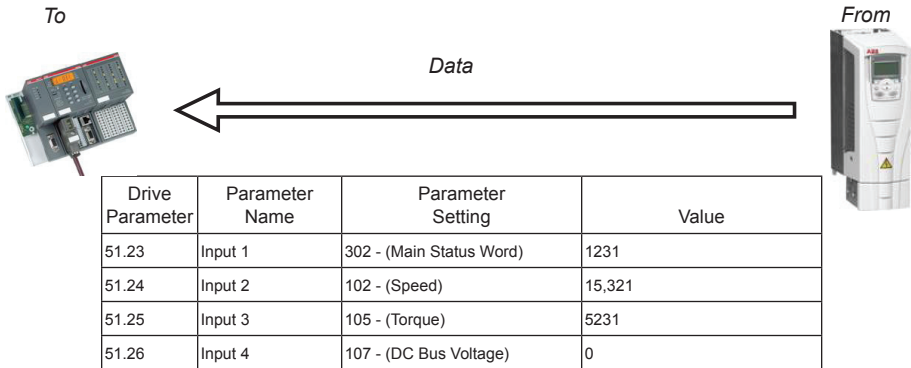 To
From
Data
ABB
Drive Parameter Parameter Name Parameter Setting Value
51.23 Input 1 302 - (Main Status Word) 1231
51.24 Input 2 102 - (Speed) 15,321
51.25 Input 3 105 - (Torque) 5231
51.26 Input 4 107 - (DC Bus Voltage) 0